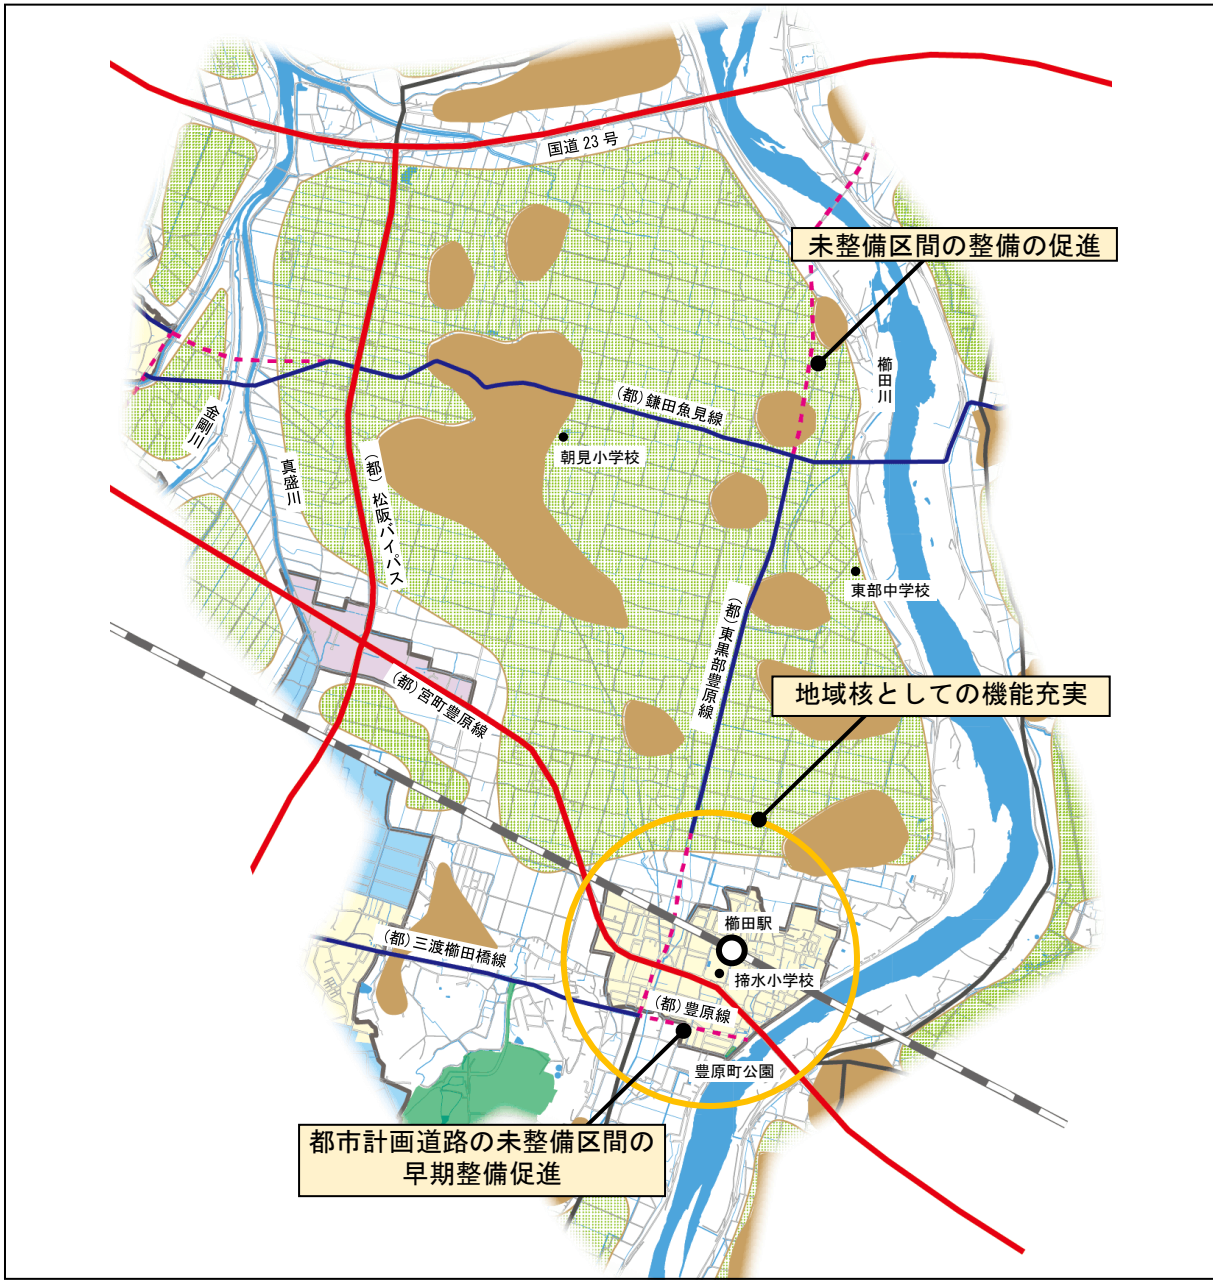 国道23号
未整備区間の整備の促進
櫛田川
(都)鎌田魚見線
金剛川
朝見小学校
真盛川
(都)松阪バイパス
東部中学校
(都)東黒部豊原線
(都)宮町豊原線
地域核としての機能充実
櫛田駅
(都)三渡櫛田橋線
揥水小学校
(都)豊原線
豊原町公園
都市計画道路の未整備区間の
早期整備促進